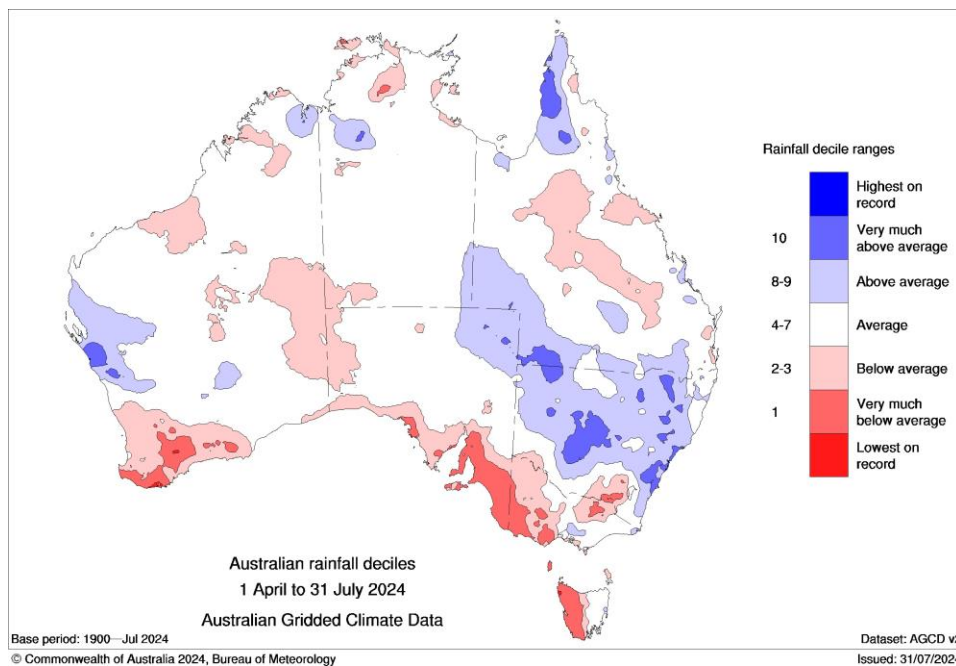 Rainfall decile ranges
Highest on
record
10
Very much
above average
8-9
Above average
4-7
Average
2-3
Below average
1
Very much
below average
Lowest on
record
Australian rainfall deciles
1 April to 31 July 2024
Australian Gridded Climate Data
Base period: 1900—Jul 2024
Dataset: AGCD
© Commonwealth of Australia 2024, Bureau of Meteorology
Issued: 31/07/2024